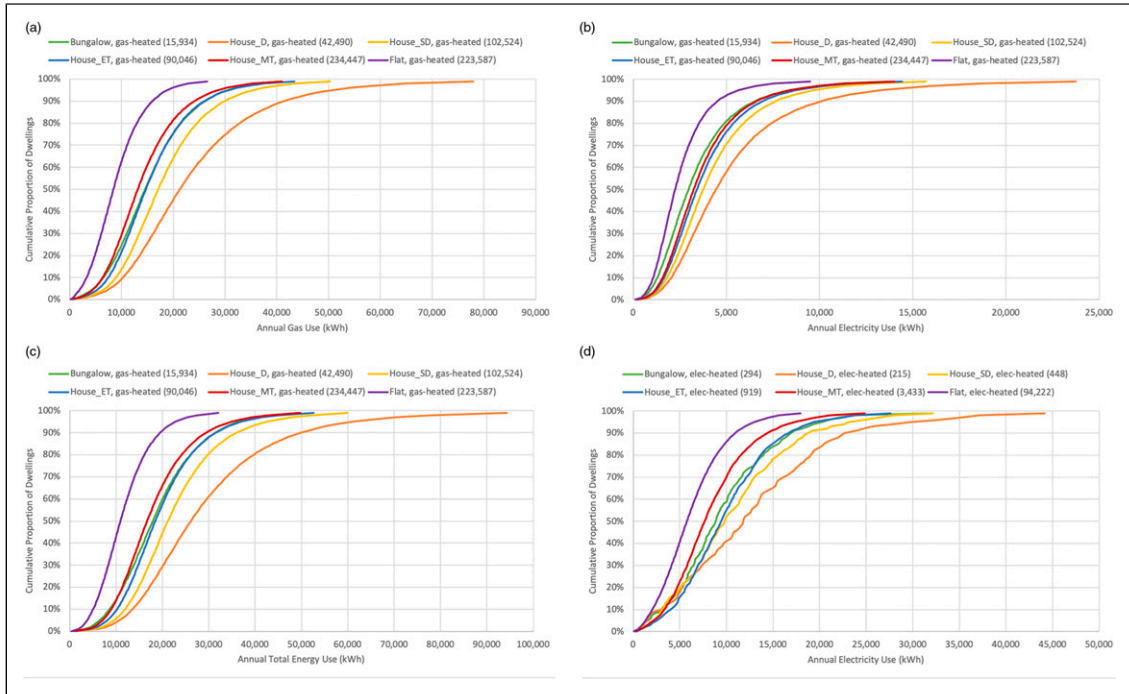 (a)
Bungalow, gas-heated (15,934) House_D, gas-heated (42,490) House_SD, gas-heated (102,524)
House_ET, gas-heated (90,046) House_MT, gas-heated (234,447) Flat, gas-heated (223,587)
100%
90%
80%
70%
60%
50%
40%
30%
20%
10%
0%
Cumulative Proportion of Dwellings
0 10,000 20,000 30,000 40,000 50,000 60,000 70,000 80,000 90,000
Annual Gas Use (kWh)
(b)
Bungalow, gas-heated (15,934) House_D, gas-heated (42,490) House_SD, gas-heated (102,524)
House_ET, gas-heated (90,046) House_MT, gas-heated (234,447) Flat, gas-heated (223,587)
100%
90%
80%
70%
60%
50%
40%
30%
20%
10%
0%
Cumulative Proportion of Dwellings
0 5,000 10,000 15,000 20,000 25,000
Annual Electricity Use (kWh)
(c)
Bungalow, gas-heated (15,934) House_D, gas-heated (42,490) House_SD, gas-heated (102,524)
House_ET, gas-heated (90,046) House_MT, gas-heated (234,447) Flat, gas-heated (223,587)
100%
90%
80%
70%
60%
50%
40%
30%
20%
10%
0%
Cumulative Proportion of Dwellings
0 10,000 20,000 30,000 40,000 50,000 60,000 70,000 80,000 90,000 100,000
Annual Total Energy Use (kWh)
(d)
Bungalow, elec-heated (294) House_D, elec-heated (215) House_SD, elec-heated (448)
House_ET, elec-heated (919) House_MT, elec-heated (3,433) Flat, elec-heated (94,222)
100%
90%
80%
70%
60%
50%
40%
30%
20%
10%
0%
Cumulative Proportion of Dwellings
0 5,000 10,000 15,000 20,000 25,000 30,000 35,000 40,000 45,000 50,000
Annual Electricity Use (kWh)